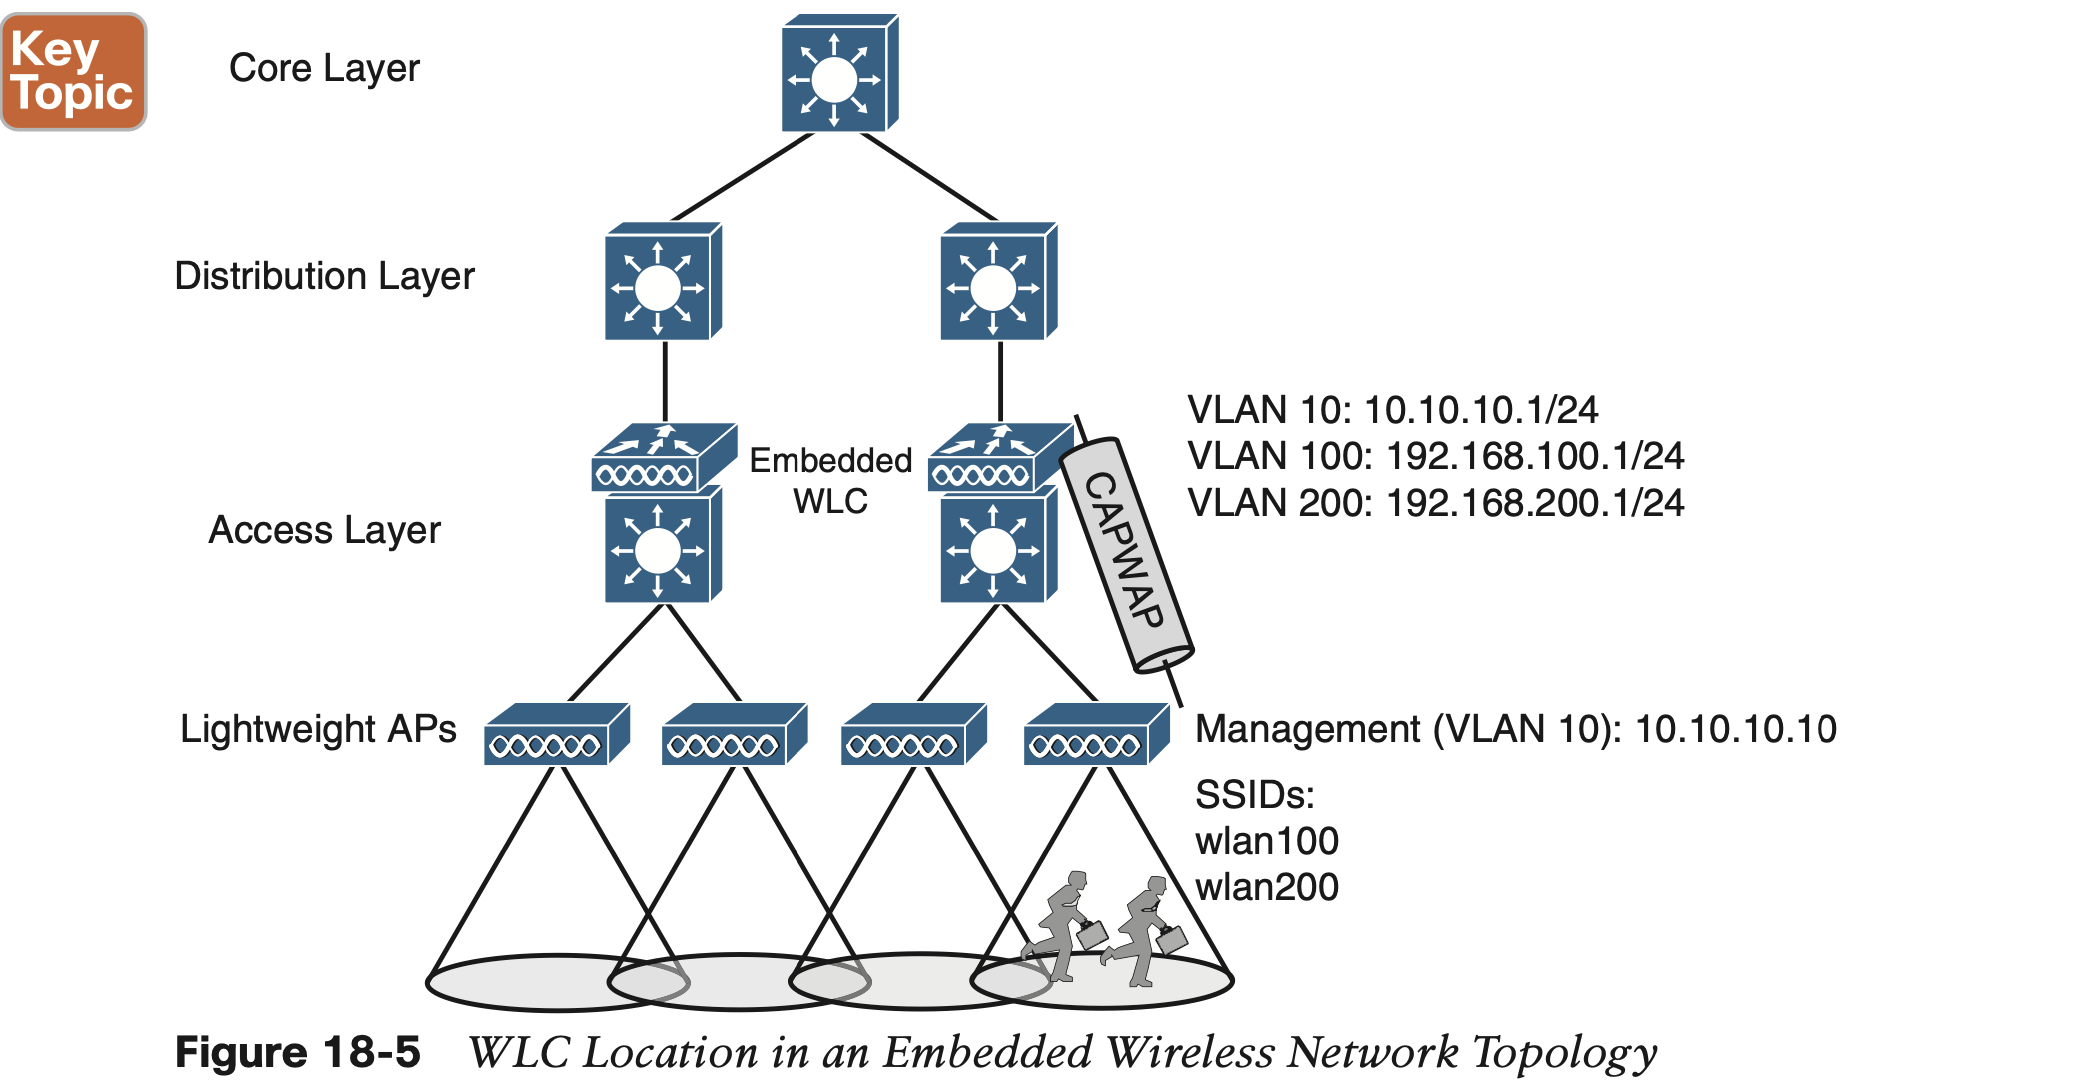 Key
Topic
Core Layer
Distribution Layer
VLAN 10: 10.10.10.1/24
VLAN 100: 192.168.100.1/24
VLAN 200: 192.168.200.1/24
Embedded
WLC
Access Layer
CAPWAP
Lightweight APs
Management (VLAN 10): 10.10.10.10
SSIDs:
wlan100
wlan200
Figure 18-5 WLC Location in an Embedded Wireless Network Topology